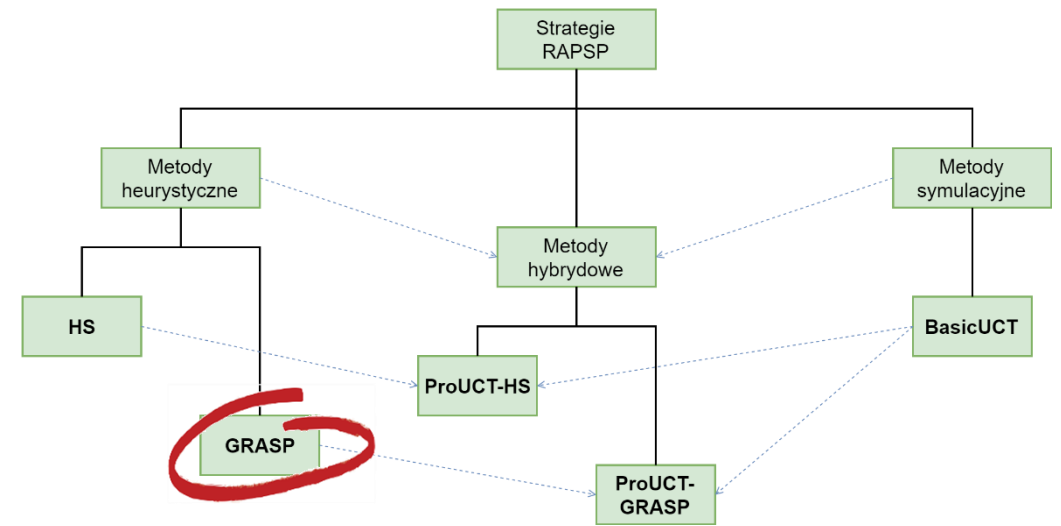 Strategie
RAPSP
Metody
heurystyczne
Metody
symulacyjne
Metody
hybrydowe
HS
BasicUCT
ProUCT-HS
GRASP
ProUCT-
GRASP